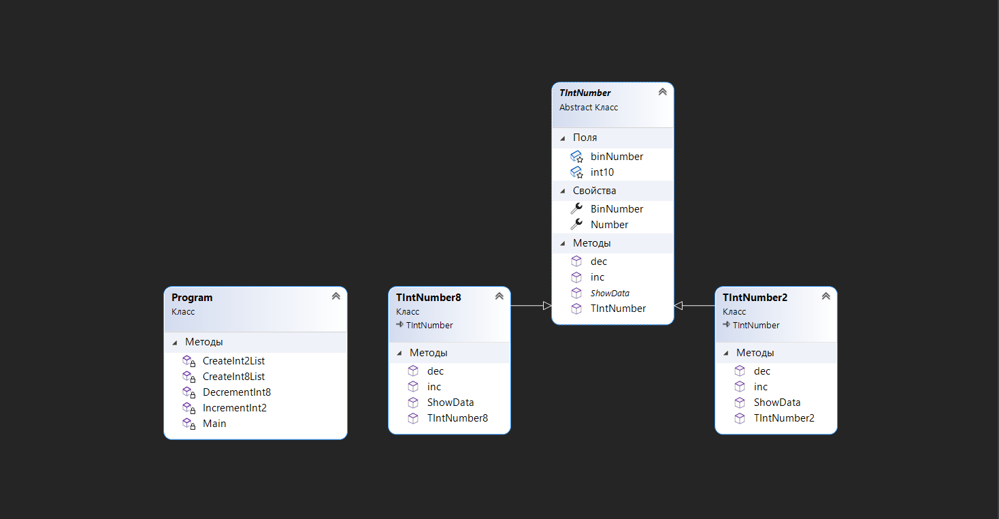 TIntNumber
Abstract Класс
Поля
binNumber
int10
Свойства
BinNumber
Number
Методы
dec
inc
ShowData
TIntNumber
Program
Класс
Методы
CreateInt2List
CreateInt8List
DecrementInt8
IncrementInt2
Main
TIntNumber8
Класс
TIntNumber
Методы
dec
inc
ShowData
TIntNumber8
TIntNumber2
Класс
TIntNumber
Методы
dec
inc
ShowData
TIntNumber2